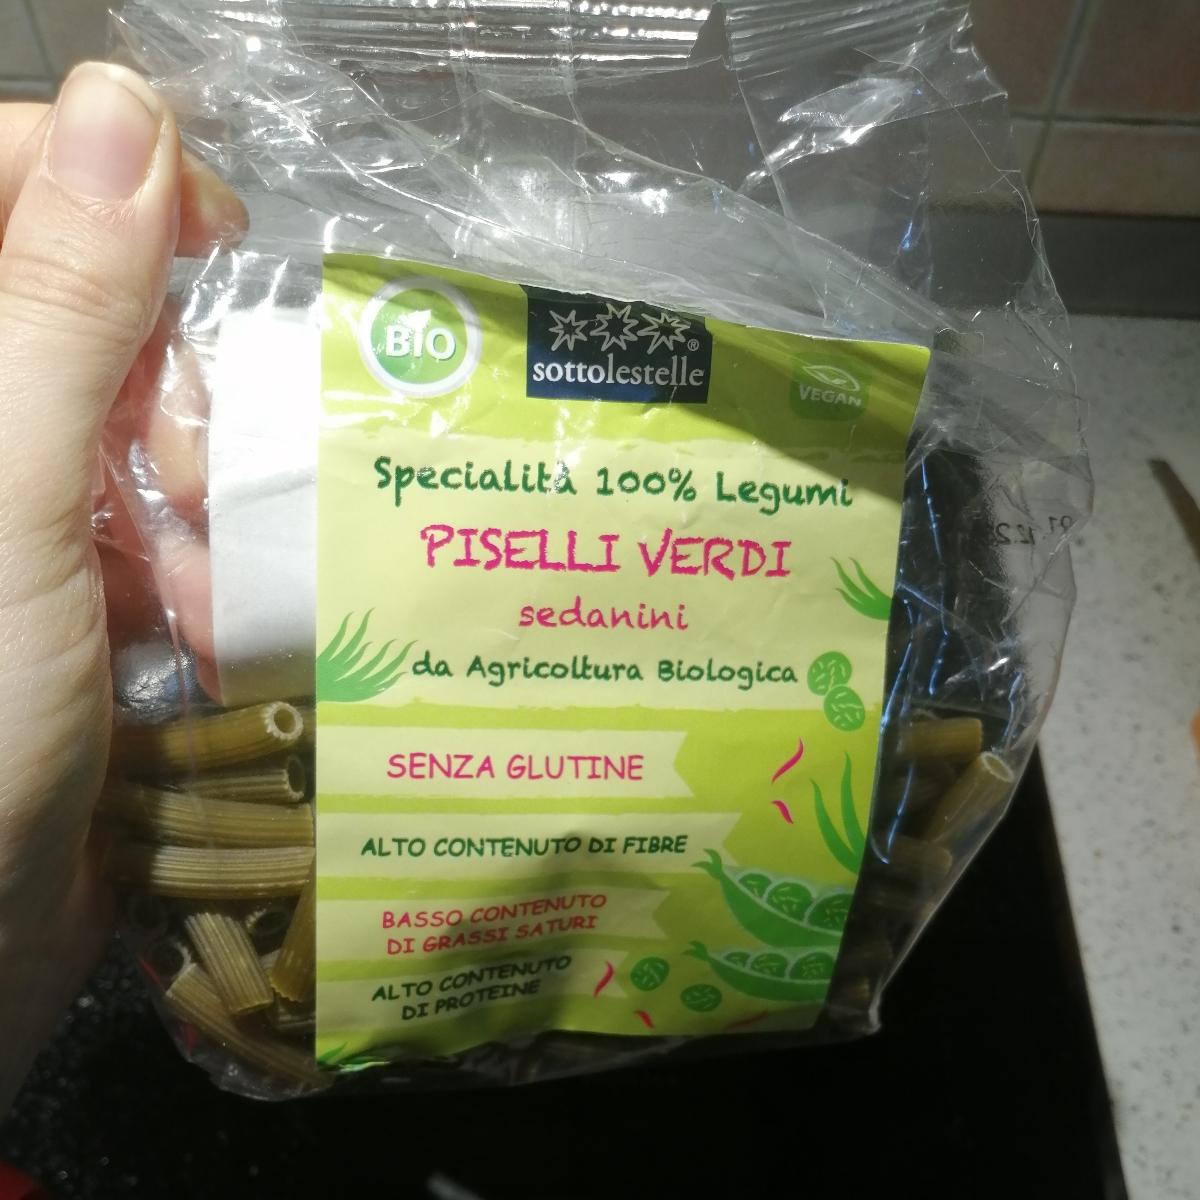 BIO
sottolestelle®
VEGAN
Specialità 100% Legumi
PISELLI VERDI
sedanini
da Agricoltura Biologica
SENZA GLUTINE
ALTO CONTENUTO DI FIBRE
BASSO CONTENUTO
DI GRASSI SATURI
ALTO CONTENUTO
DI PROTEINE